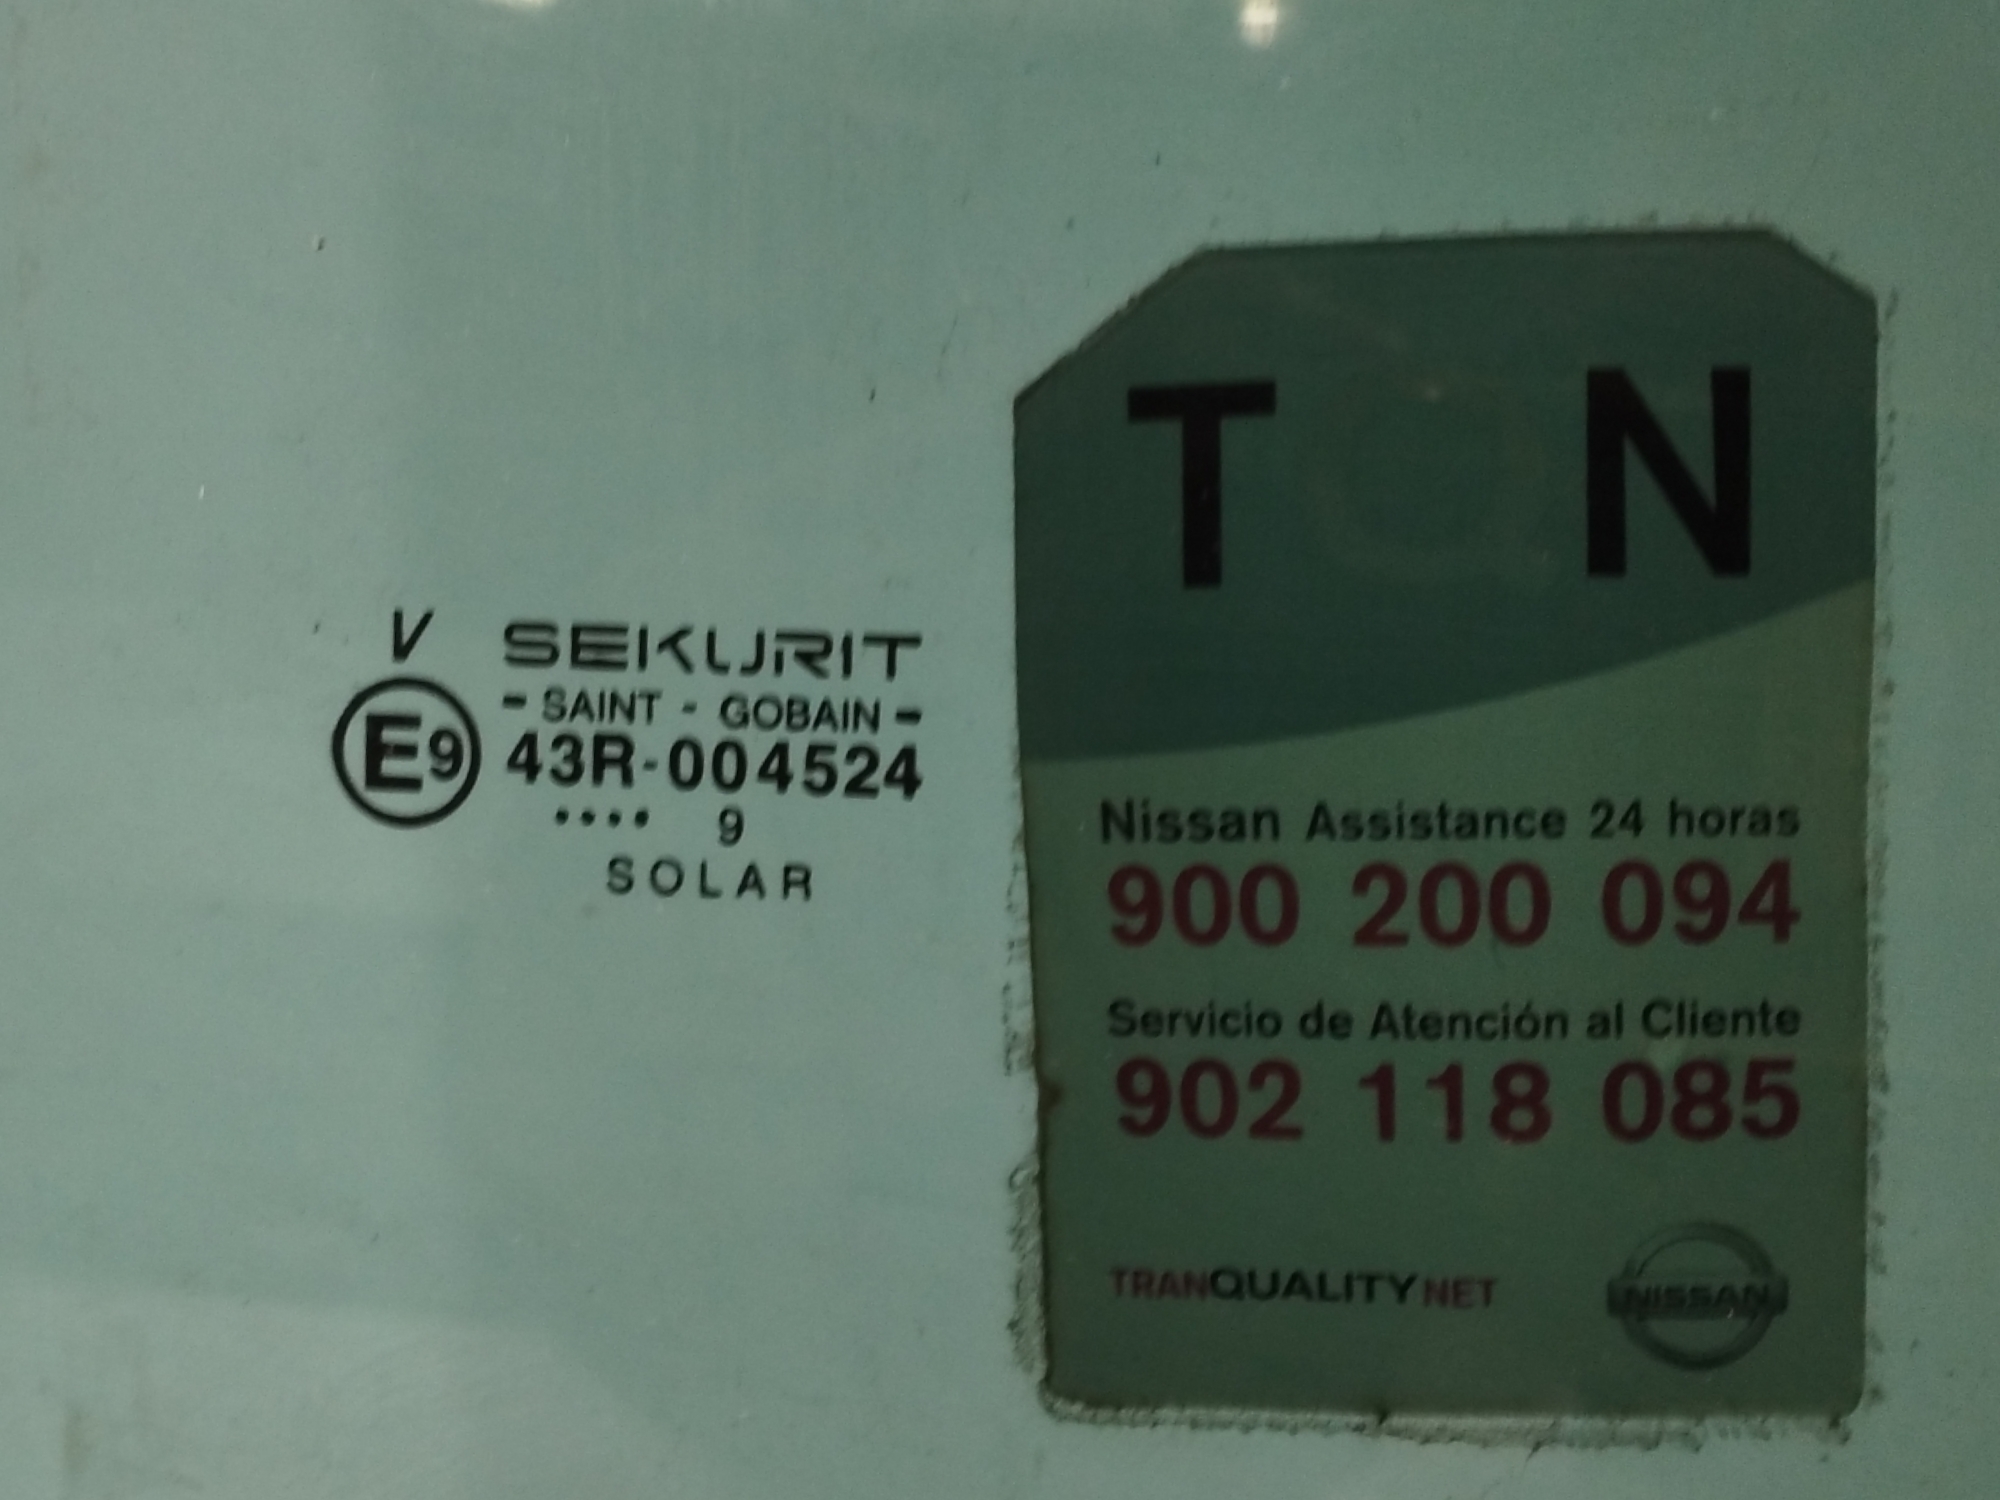 V SEKURIT
- SAINT - GOBAIN -
E9 43R-004524
.... 9
SOLAR
T N
Nissan Assistance 24 horas
900 200 094
Servicio de Atención al Cliente
902 118 085
TRANQUALITYNET
NISSAN